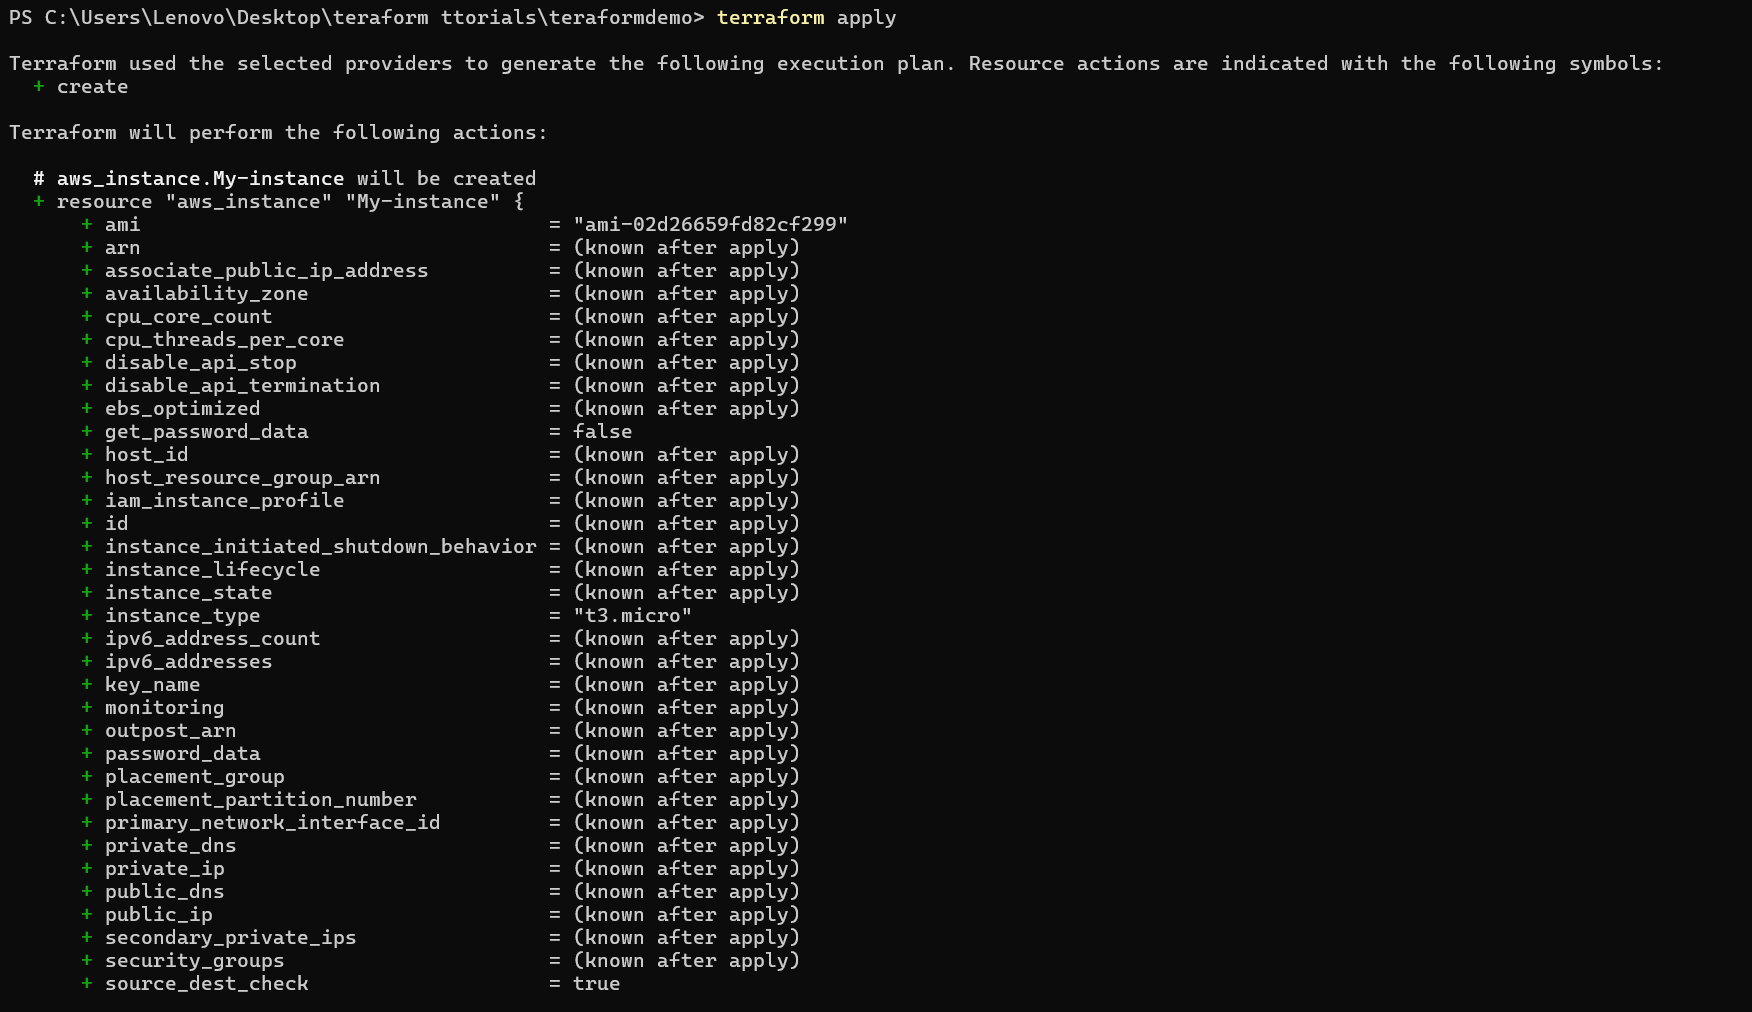 PS C:\Users\Lenovo\Desktop\teraform ttorials\teraformdemo> terraform apply
Terraform used the selected providers to generate the following execution plan. Resource actions are indicated with the following symbols:
+ create
Terraform will perform the following actions:
# aws_instance.My-instance will be created
+ resource "aws_instance" "My-instance" {
+ ami = "ami-02d26659fd82cf299"
+ arn = (known after apply)
+ associate_public_ip_address = (known after apply)
+ availability_zone = (known after apply)
+ cpu_core_count = (known after apply)
+ cpu_threads_per_core = (known after apply)
+ disable_api_stop = (known after apply)
+ disable_api_termination = (known after apply)
+ ebs_optimized = (known after apply)
+ get_password_data = false
+ host_id = (known after apply)
+ host_resource_group_arn = (known after apply)
+ iam_instance_profile = (known after apply)
+ id = (known after apply)
+ instance_initiated_shutdown_behavior = (known after apply)
+ instance_lifecycle = (known after apply)
+ instance_state = (known after apply)
+ instance_type = "t3.micro"
+ ipv6_address_count = (known after apply)
+ ipv6_addresses = (known after apply)
+ key_name = (known after apply)
+ monitoring = (known after apply)
+ outpost_arn = (known after apply)
+ password_data = (known after apply)
+ placement_group = (known after apply)
+ placement_partition_number = (known after apply)
+ primary_network_interface_id = (known after apply)
+ private_dns = (known after apply)
+ private_ip = (known after apply)
+ public_dns = (known after apply)
+ public_ip = (known after apply)
+ secondary_private_ips = (known after apply)
+ security_groups = (known after apply)
+ source_dest_check = true